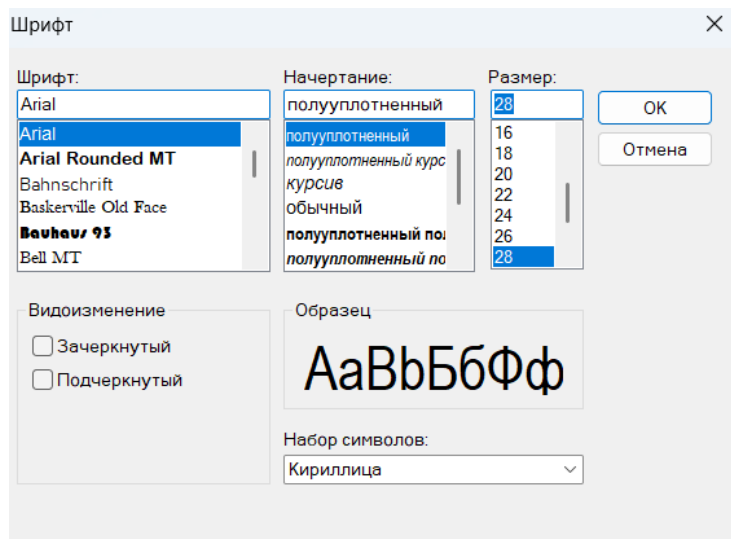 Шрифт
Шрифт:
Arial
Arial
Arial Rounded MT
Bahnschrift
Baskerville Old Face
Bauhaus 93
Bell MT
Начертание:
полууплотненный
полууплотненный
полууплотненный курс
курсив
обычный
полууплотненный пол
полууплотненный по
Размер:
28
16
18
20
22
24
26
28
OK
Отмена
Видоизменение
Зачеркнутый
Подчеркнутый
Образец
АаBbБбФф
Набор символов:
Кириллица